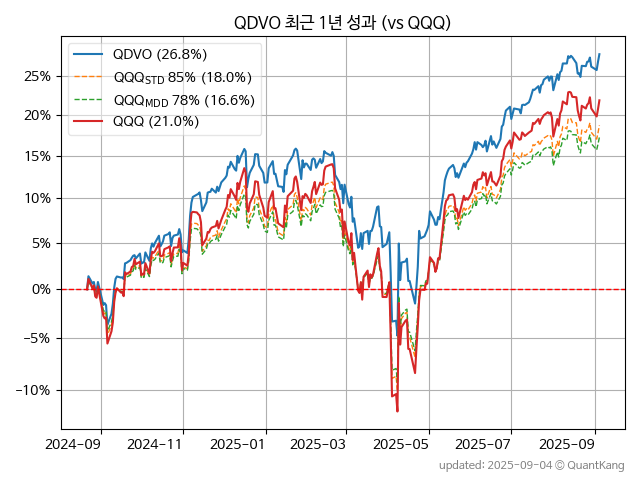 QDVO 최근 1년 성과 (vs QQQ)
QDVO (26.8%)
QQQSTD 85% (18.0%)
QQQMDD 78% (16.6%)
QQQ (21.0%)
25%
20%
15%
10%
5%
0%
−5%
−10%
2024-09 2024-11 2025-01 2025-03 2025-05 2025-07 2025-09
updated: 2025-09-04 © QuantKang